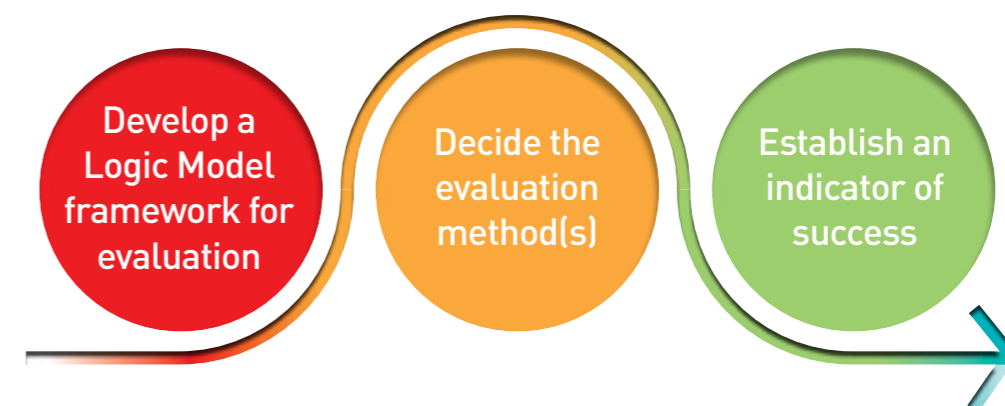 Develop a
Logic Model
framework for
evaluation
Decide the
evaluation
method(s)
Establish an
indicator of
success